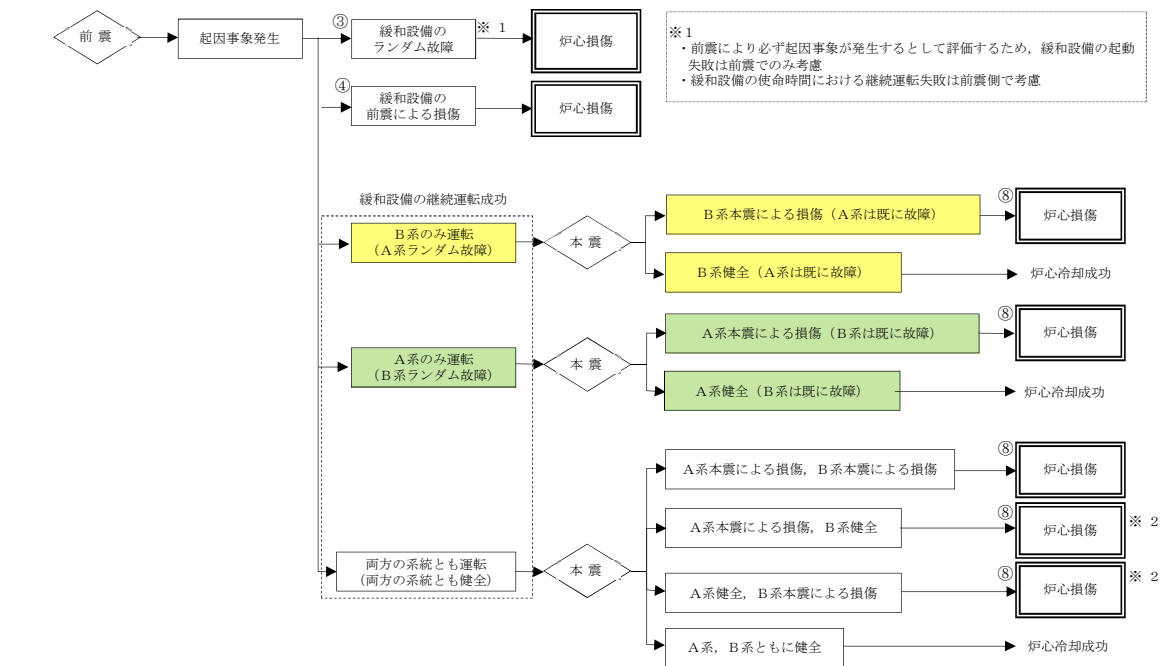 前 震
起因事象発生
③
緩和設備の
ランダム故障
※ 1
炉心損傷
※１
・前震により必ず起因事象が発生するとして評価するため，緩和設備の起動
失敗は前震でのみ考慮
・緩和設備の使命時間における継続運転失敗は前震側で考慮
④
緩和設備の
前震による損傷
炉心損傷
緩和設備の継続運転成功
Ｂ系のみ運転
（Ａ系ランダム故障）
本 震
Ｂ系本震による損傷（Ａ系は既に故障）
⑧
炉心損傷
Ｂ系健全（Ａ系は既に故障）
炉心冷却成功
Ａ系のみ運転
（Ｂ系ランダム故障）
本 震
Ａ系本震による損傷（Ｂ系は既に故障）
⑧
炉心損傷
Ａ系健全（Ｂ系は既に故障）
炉心冷却成功
両方の系統とも運転
（両方の系統とも健全）
本 震
Ａ系本震による損傷，Ｂ系本震による損傷
⑧
炉心損傷
Ａ系本震による損傷，Ｂ系健全
⑧
炉心損傷
※ 2
Ａ系健全，Ｂ系本震による損傷
⑧
炉心損傷
※ 2
Ａ系，Ｂ系ともに健全
炉心冷却成功